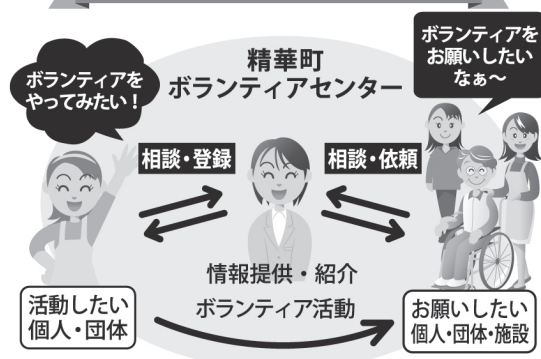 精華町
ボランティアセンター
ボランティアを
やってみたい！
ボランティアを
お願いしたい
なぁ〜
相談・登録
相談・依頼
情報提供・紹介
ボランティア活動
活動したい
個人・団体
お願いしたい
個人・団体・施設